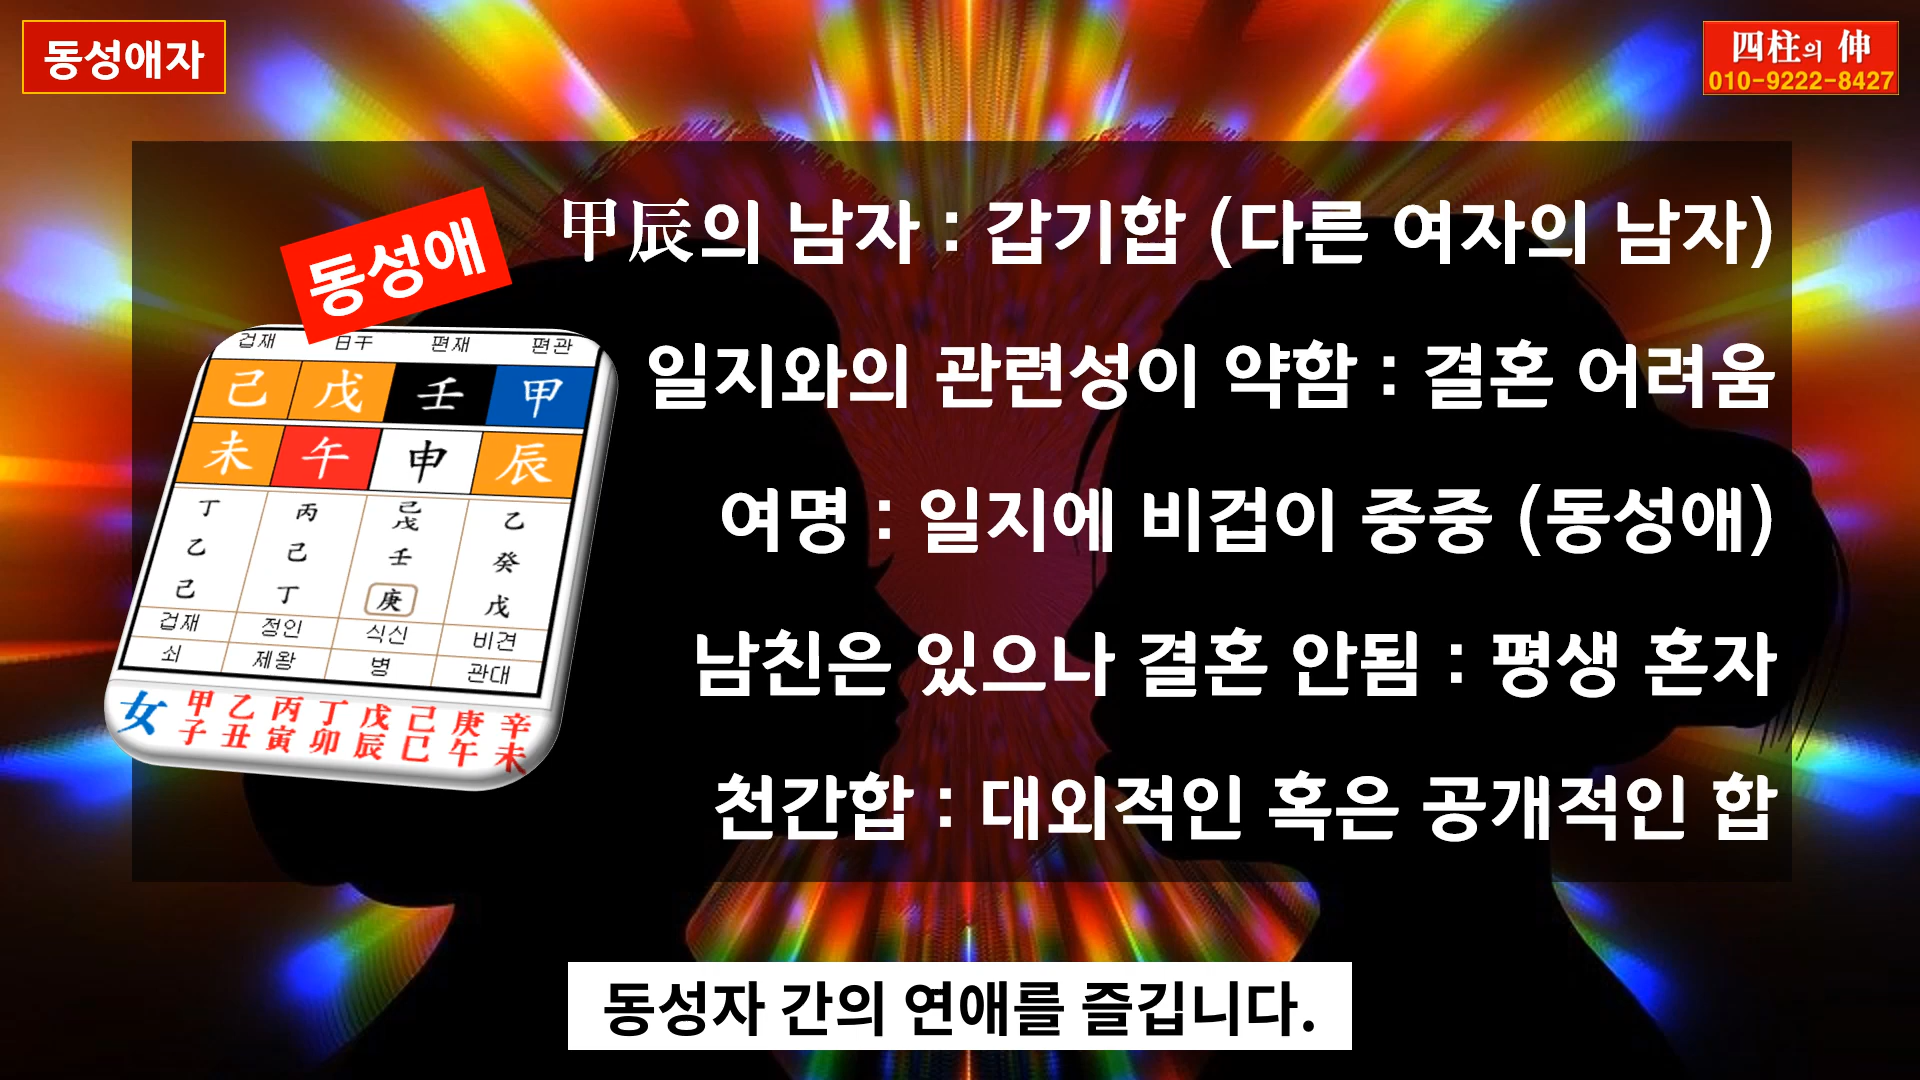 동성애자
四柱의 伸
010-9222-8427
동성애
甲辰의 남자 : 갑기합 (다른 여자의 남자)
일지와의 관련성이 약함 : 결혼 어려움
여명 : 일지에 비겁이 중중 (동성애)
남친은 있으나 결혼 안됨 : 평생 혼자
천간합 : 대외적인 혹은 공개적인 합
겁재 日干 편재 편관
己 戊 壬 甲
未 午 申 辰
丁 丙 己戊 乙
乙 己 壬 癸
己 丁 庚 戊
겁재 정인 식신 비견
쇠 제왕 병 관대
女 甲 乙 丙 丁 戊 己 庚 辛
子 丑 寅 卯 辰 巳 午 未
동성자 간의 연애를 즐깁니다.